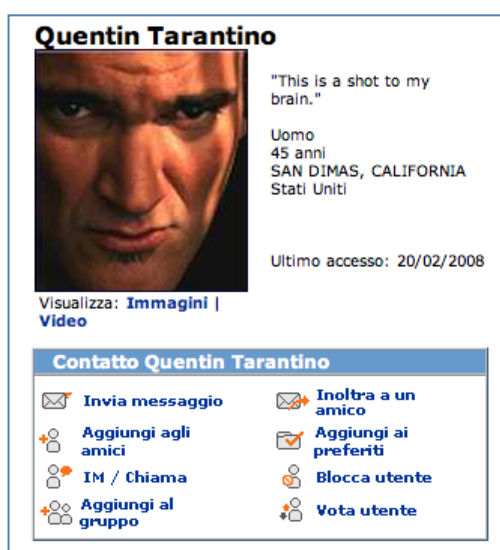 Quentin Tarantino
"This is a shot to my
brain."
Uomo
45 anni
SAN DIMAS, CALIFORNIA
Stati Uniti
Ultimo accesso: 20/02/2008
Visualizza: Immagini |
Video
Contatto Quentin Tarantino
Invia messaggio
Inoltra a un
amico
Aggiungi agli
amici
Aggiungi ai
preferiti
IM / Chiama
Blocca utente
Aggiungi al
gruppo
Vota utente